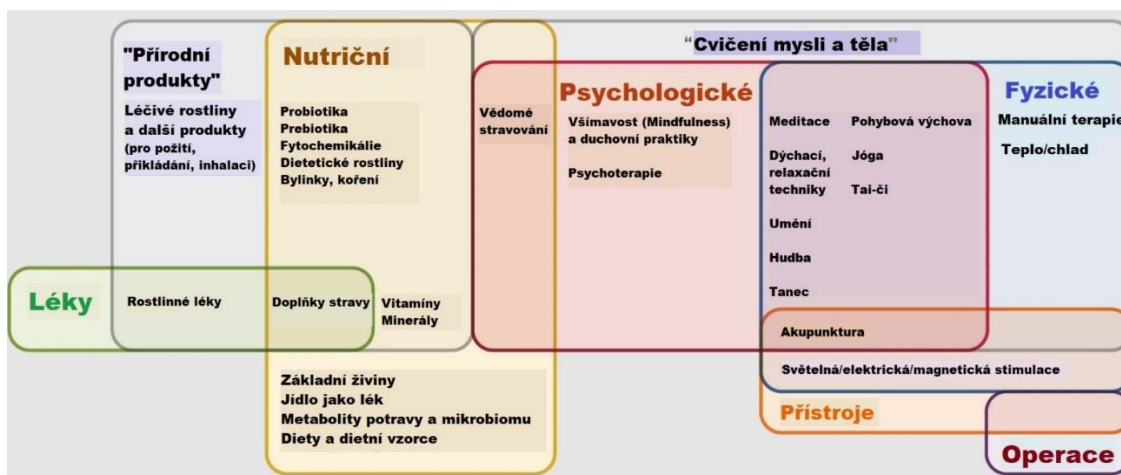 "Přírodní
produkty"
Léčivé rostliny
a další produkty
(pro požití,
přikládání, inhalaci)
Nutriční
Probiotika
Prebiotika
Fytochemikálie
Dietetické rostliny
Bylinky, koření
“Cvičení mysli a těla”
Vědomé
stravování
Psychologické
Všímavost (Mindfulness)
a duchovní praktiky
Psychoterapie
Meditace
Dýchací,
relaxační
techniky
Umění
Hudba
Tanec
Pohybová výchova
Jóga
Tai-či
Fyzické
Manuální terapie
Teplo/chlad
Léky
Rostlinné léky
Doplňky stravy
Vitamíny
Minerály
Akupunktura
Světelná/elektrická/magnetická stimulace
Základní živiny
Jídlo jako lék
Metabolity potravy a mikrobiomu
Diety a dietní vzorce
Přístroje
Operace